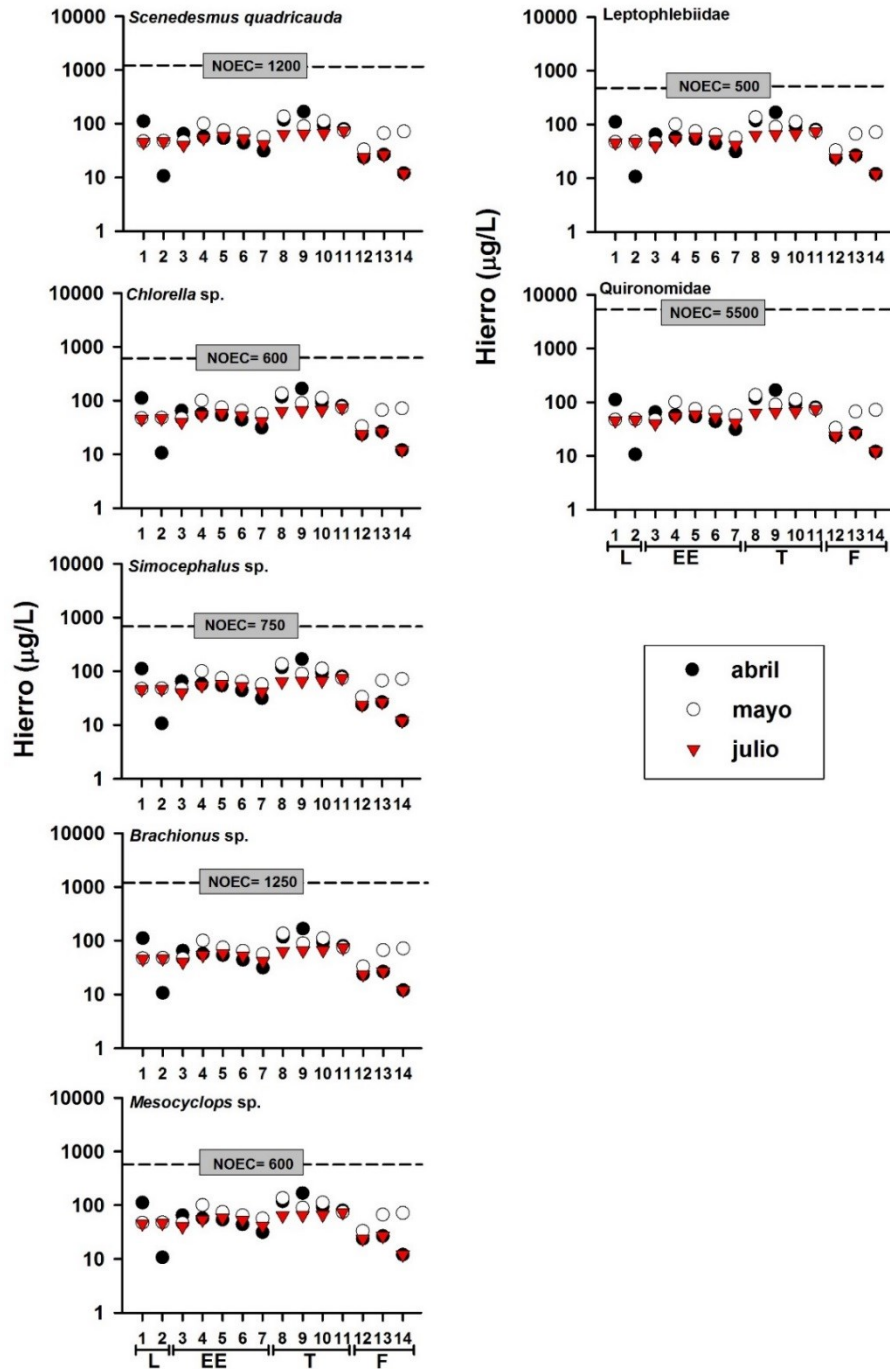 Scenedesmus quadricauda
10000
1000
100
10
1
NOEC= 1200
1 2 3 4 5 6 7 8 9 10 11 12 13 14
Chlorella sp.
10000
1000
100
10
1
NOEC= 600
1 2 3 4 5 6 7 8 9 10 11 12 13 14
Simocephalus sp.
10000
1000
100
10
1
NOEC= 750
1 2 3 4 5 6 7 8 9 10 11 12 13 14
Hierro (µg/L)
Brachionus sp.
10000
1000
100
10
1
NOEC= 1250
1 2 3 4 5 6 7 8 9 10 11 12 13 14
Mesocyclops sp.
10000
1000
100
10
1
NOEC= 600
1 2 3 4 5 6 7 8 9 10 11 12 13 14
L EE T F
Leptophlebiidae
10000
1000
100
10
1
NOEC= 500
1 2 3 4 5 6 7 8 9 10 11 12 13 14
Hierro (µg/L)
Quironomidae
10000
1000
100
10
1
NOEC= 5500
1 2 3 4 5 6 7 8 9 10 11 12 13 14
L EE T F
abril
mayo
julio